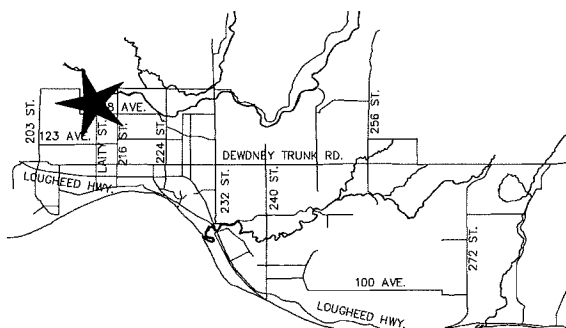 203 ST.
8 AVE.
123 AVE.
LAITY ST.
216 ST.
224 ST.
232 ST.
240 ST.
256 ST.
DEWDNEY TRUNK RD.
LOUGHEED HWY.
272 ST.
100 AVE.
LOUGHEED HWY.